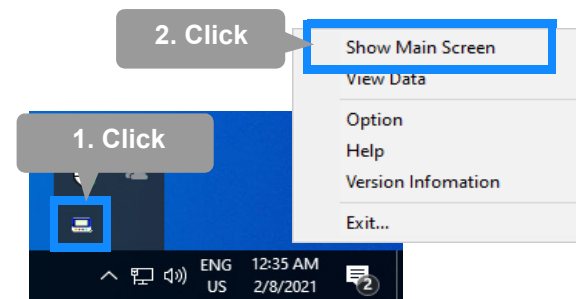 2. Click
Show Main Screen
View Data
Option
Help
Version Infomation
Exit...
1. Click
ENG
US
12:35 AM
2/8/2021
2